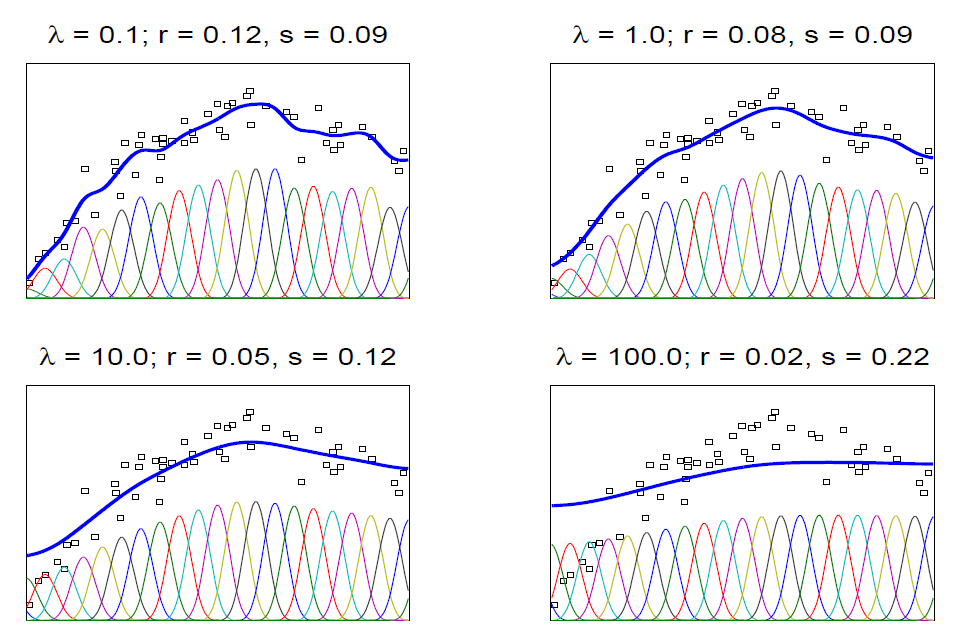 λ = 0.1; r = 0.12, s = 0.09
λ = 1.0; r = 0.08, s = 0.09
λ = 10.0; r = 0.05, s = 0.12
λ = 100.0; r = 0.02, s = 0.22